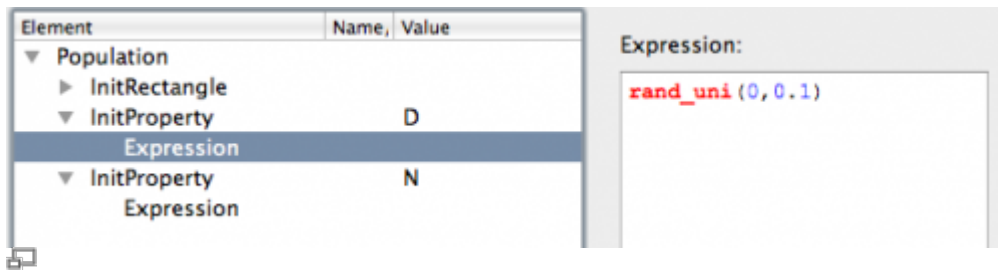 Element Name, Value
Population
InitRectangle
InitProperty D
Expression
InitProperty N
Expression
Expression:
rand_uni(0,0.1)